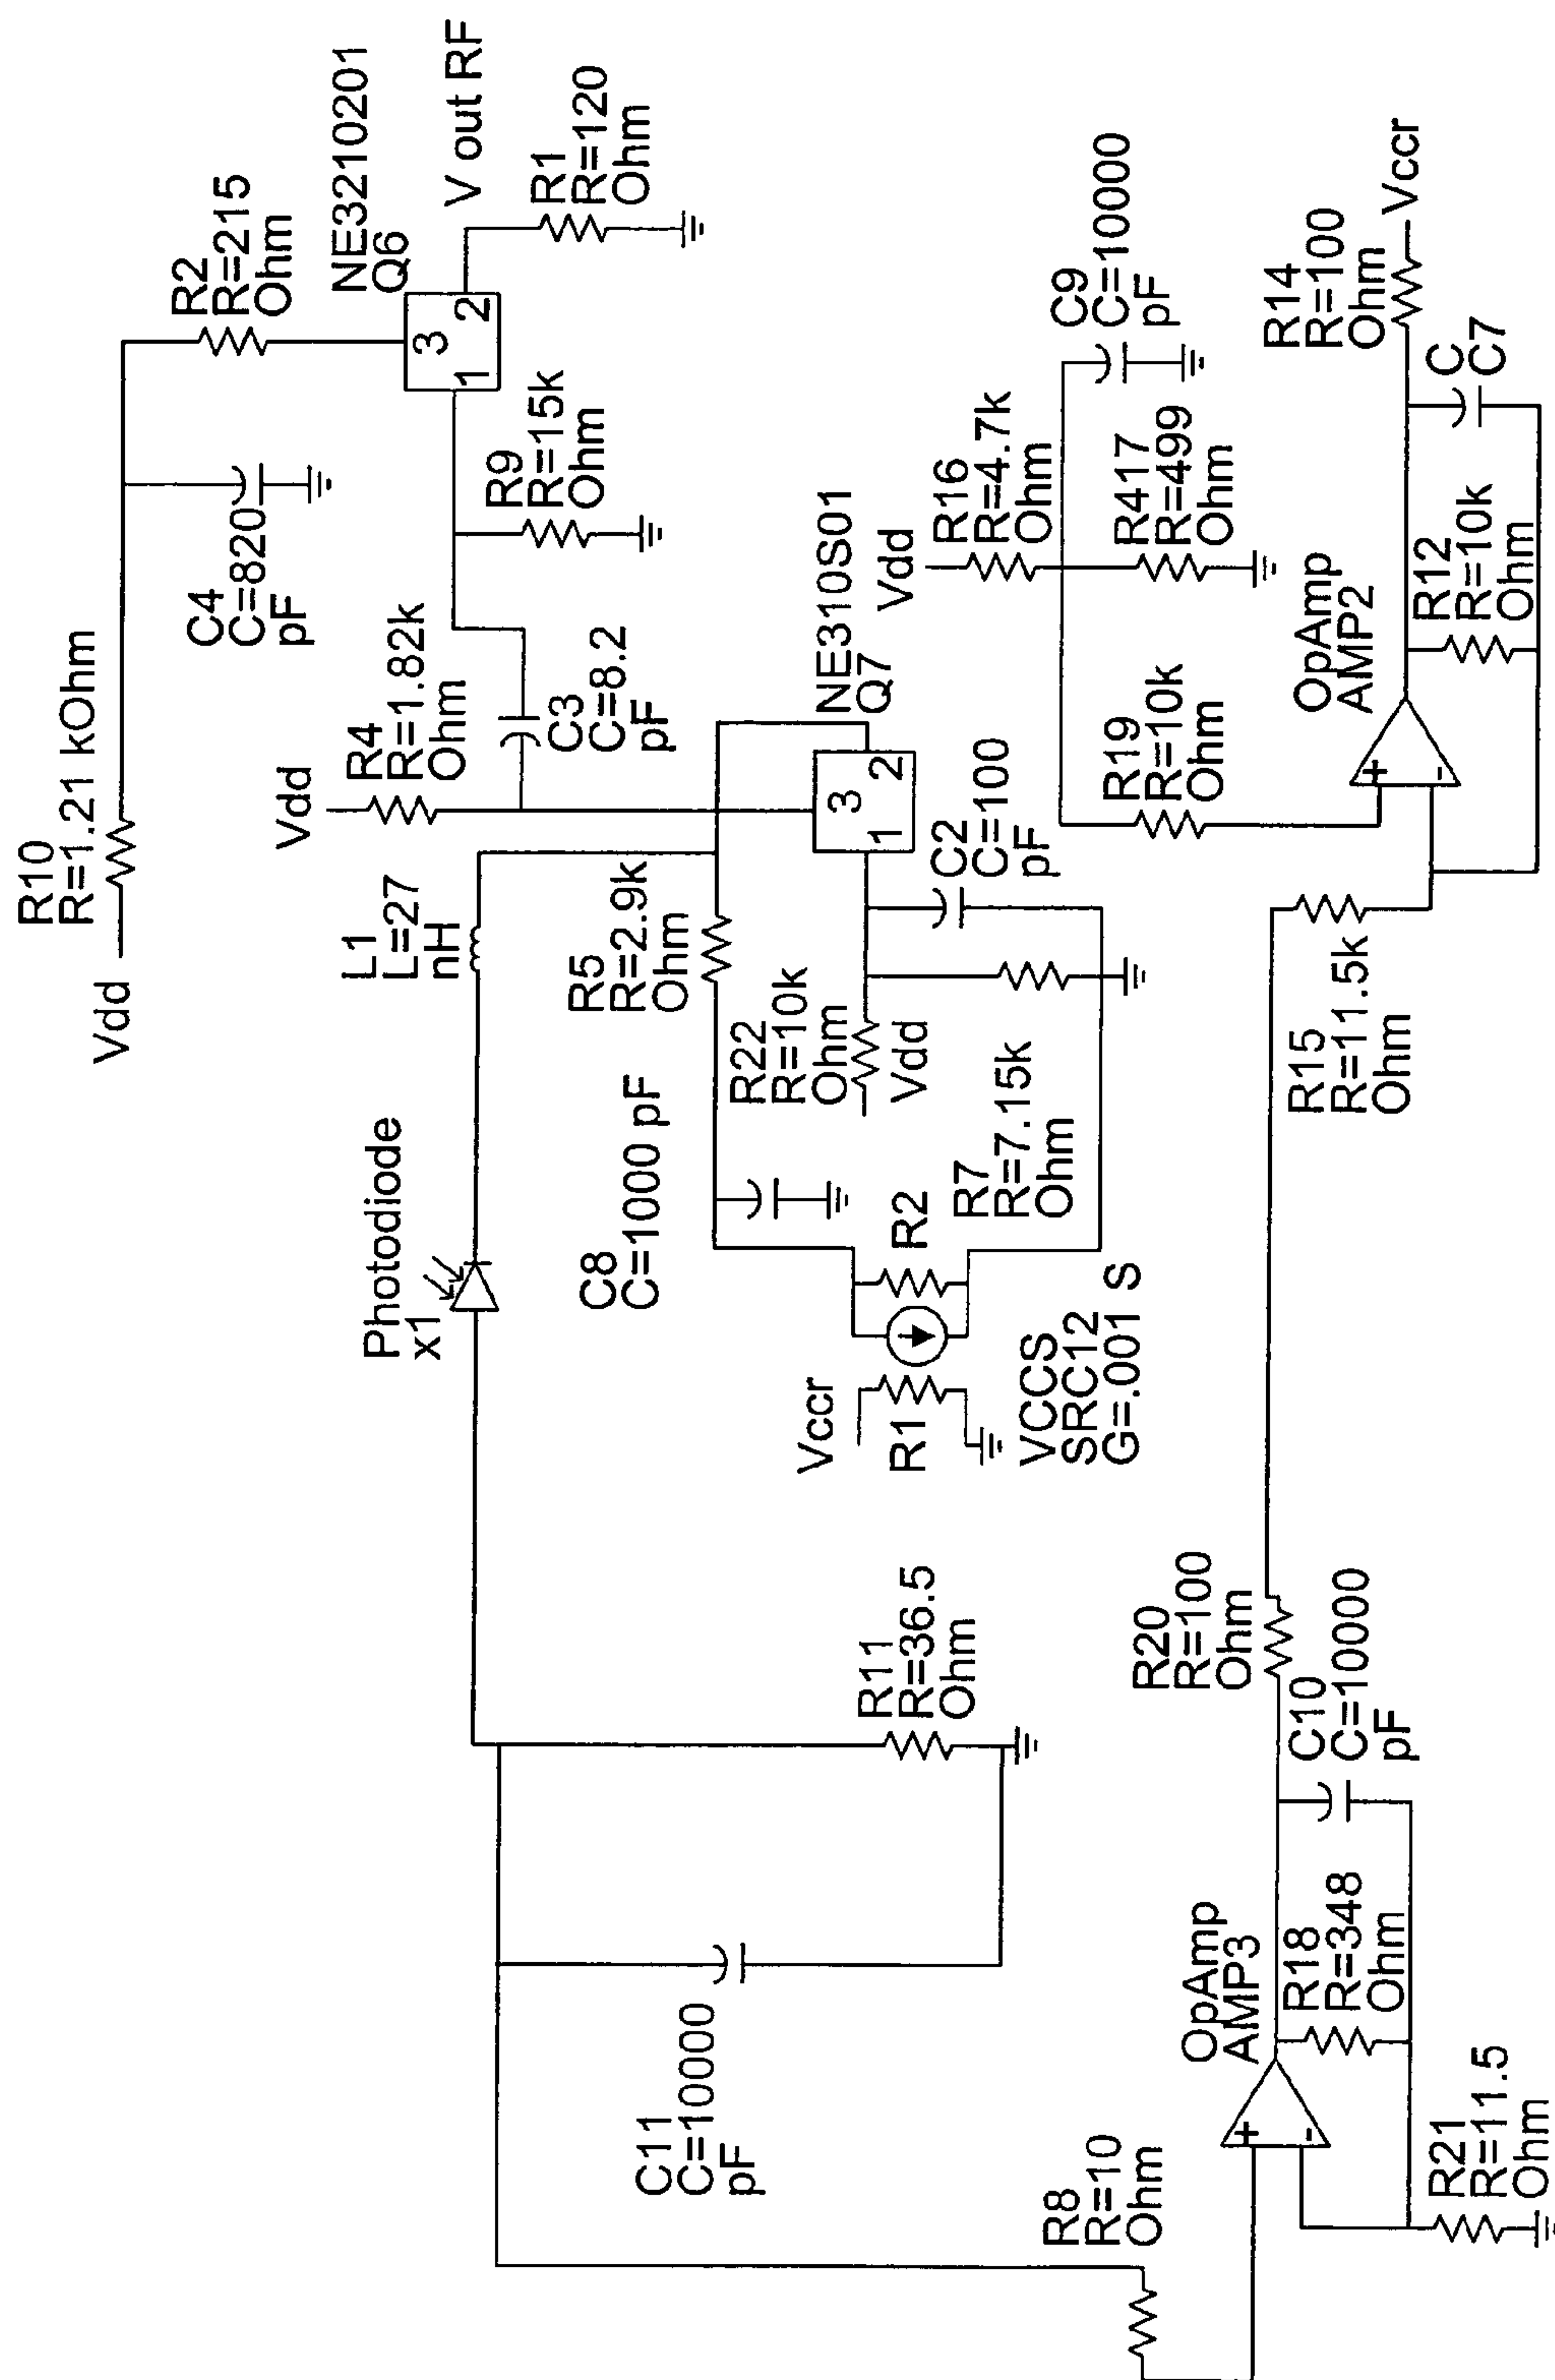 R10
R=1.21 kOhm
Vdd
C4
C=820
pF
R2
R=215
Ohm
NE3210201
Q6
3
1
2
V out RF
R1
R=120
Ohm
R9
R=15k
Ohm
Vdd
R4
R=1.82k
Ohm
C3
C=8.2
pF
L1
L=27
nH
Photodiode
x1
R5
R=2.9k
Ohm
NE310S01
Q7
3
1
2
C2
C=100
pF
R22
R=10k
Ohm
Vdd
C8
C=1000 pF
R7
R=7.15k
Ohm
R2
Vccr
R1
VCCS
SRC12
G=.001 S
R11
R=36.5
Ohm
C11
C=10000
pF
R8
R=10
Ohm
OpAmp
AMP3
+
-
R18
R=348
Ohm
R21
R=11.5
Ohm
C10
C=10000
pF
R20
R=100
Ohm
R15
R=11.5k
Ohm
Vdd
R16
R=4.7k
Ohm
C9
C=10000
pF
R417
R=499
Ohm
R19
R=10k
Ohm
OpAmp
AMP2
+
-
R12
R=10k
Ohm
C
C7
R14
R=100
Ohm
Vccr